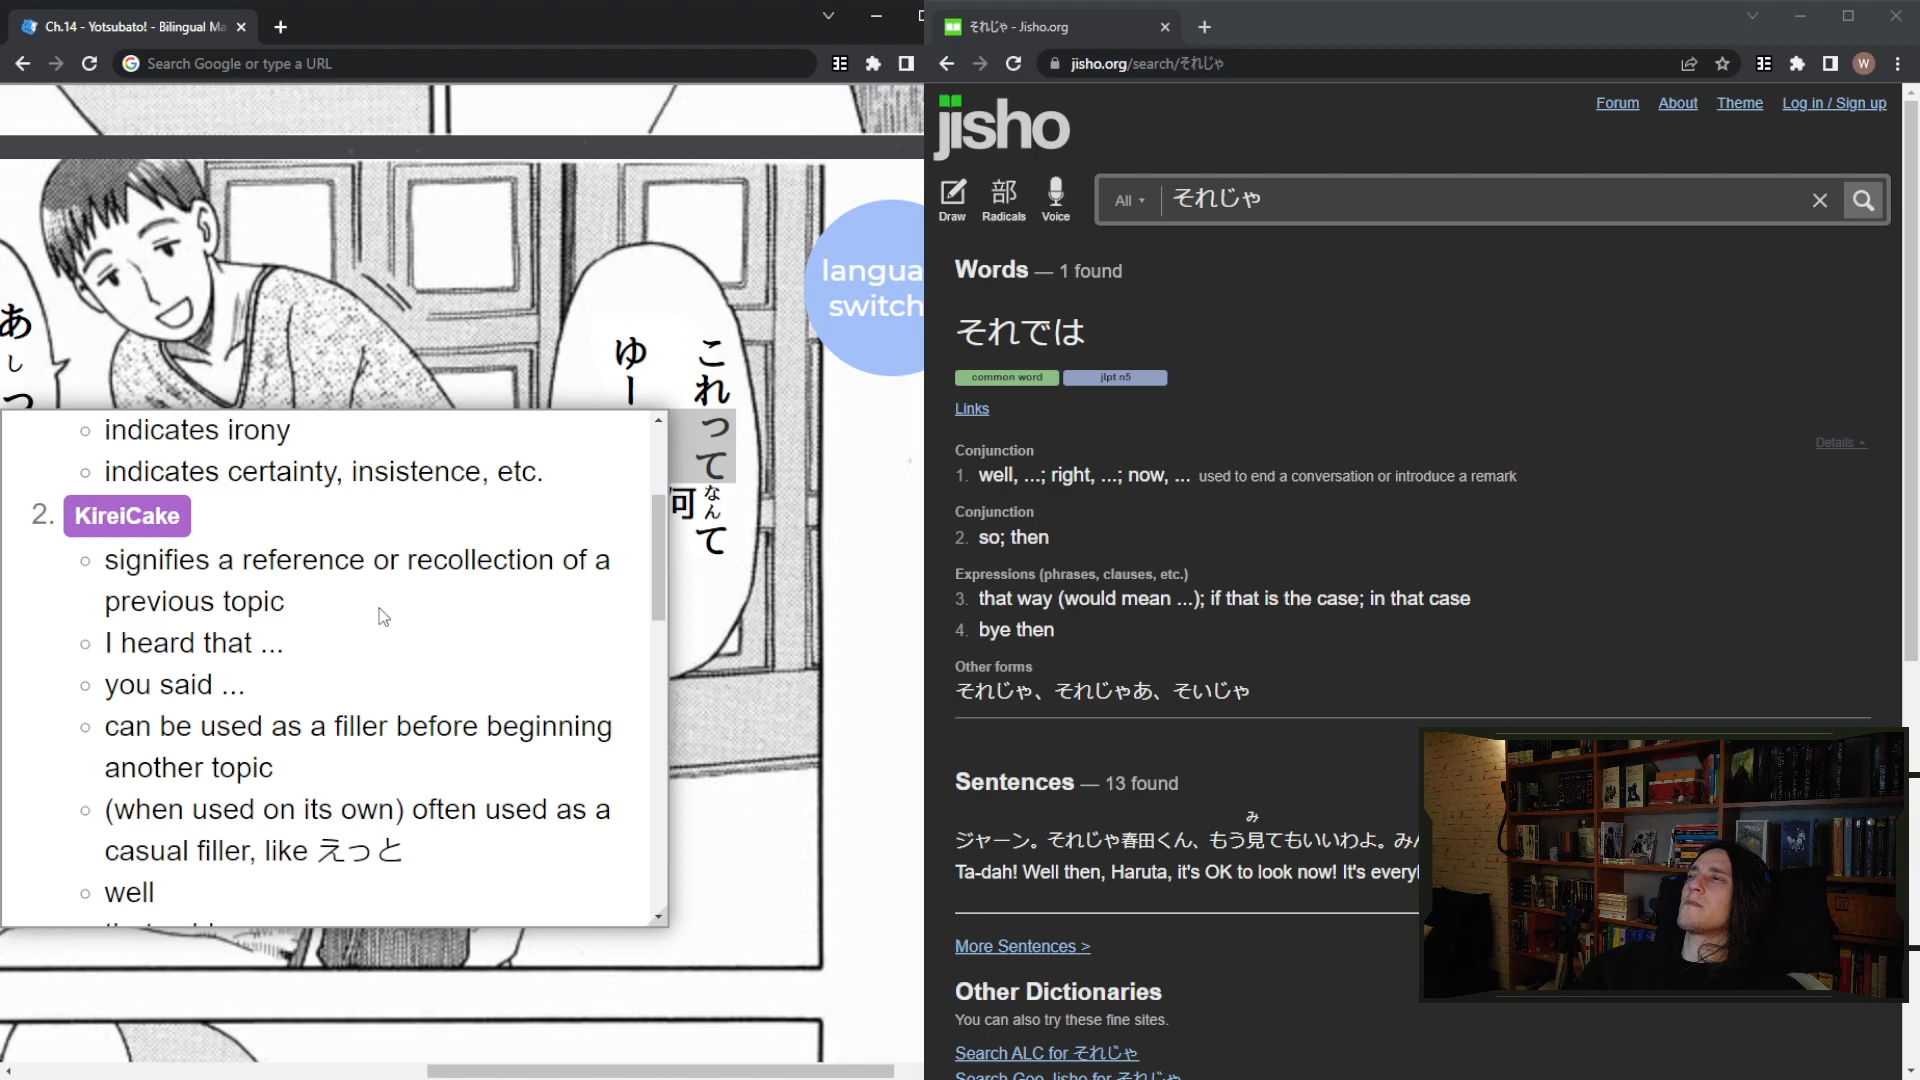 Ch.14 - Yotsubato! - Bilingual Ma
Search Google or type a URL
あ
し
っ
これって
何て
なん
ゆー
langua
switch
indicates irony
indicates certainty, insistence, etc.
2. KireiCake
signifies a reference or recollection of a
previous topic
I heard that ...
you said ...
can be used as a filler before beginning
another topic
(when used on its own) often used as a
casual filler, like えっと
well
それじゃ - Jisho.org
jisho.org/search/それじゃ
W
jisho
Forum About Theme Log in / Sign up
Draw
部
Radicals
Voice
All それじゃ
Words — 1 found
それでは
common word
jlpt n5
Links
Details
Conjunction
1. well, ...; right, ...; now, ... used to end a conversation or introduce a remark
Conjunction
2. so; then
Expressions (phrases, clauses, etc.)
3. that way (would mean ...); if that is the case; in that case
4. bye then
Other forms
それじゃ、それじゃあ、そいじゃ
Sentences — 13 found
み
ジャーン。それじゃ春田くん、もう見てもいいわよ。み
Ta-dah! Well then, Haruta, it's OK to look now! It's every
More Sentences >
Other Dictionaries
You can also try these fine sites.
Search ALC for それじゃ
Search Goo Jisho for それじゃ